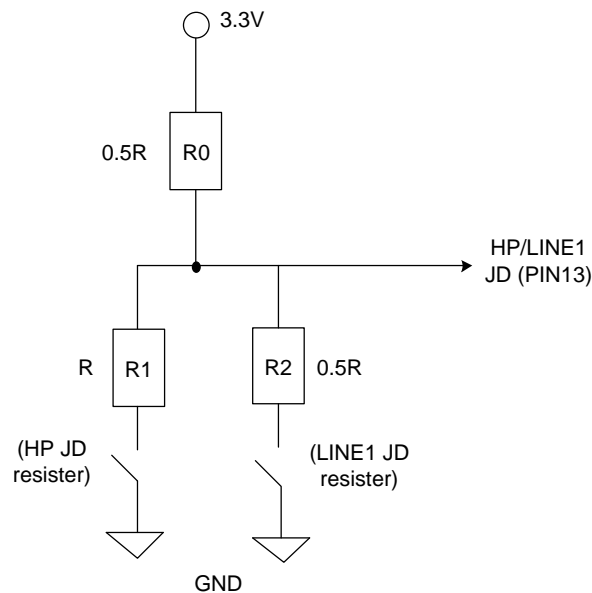 3.3V
0.5R
R0
HP/LINE1
JD (PIN13)
R
R1
R2
0.5R
(HP JD
resister)
(LINE1 JD
resister)
GND